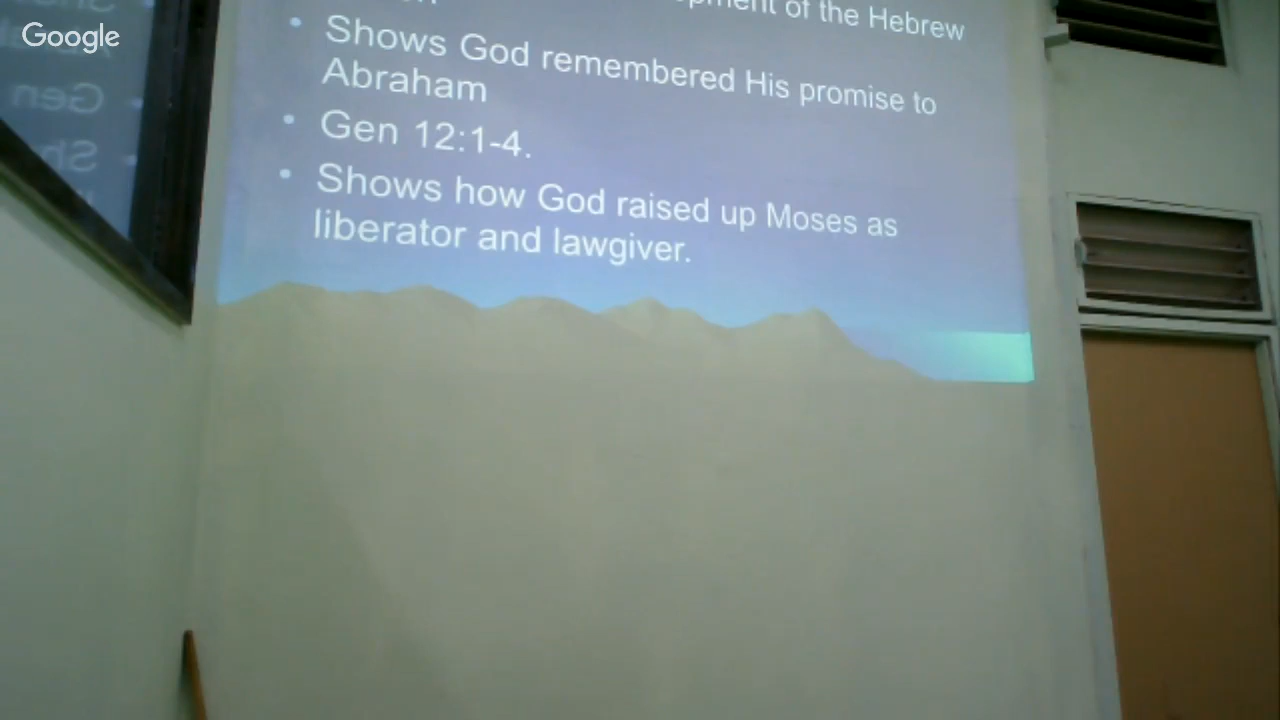 Google
of the Hebrew
Shows God remembered His promise to
Abraham
Gen 12:1-4.
Shows how God raised up Moses as
liberator and lawgiver.
Gen